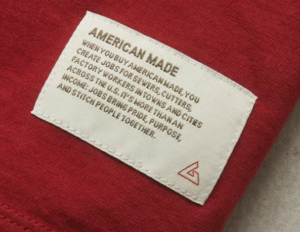 AMERICAN MADE
WHEN YOU BUY AMERICAN MADE, YOU
CREATE JOBS FOR SEWERS, CUTTERS,
FACTORY WORKERS IN TOWNS AND CITIES
ACROSS THE U.S. IT'S MORE THAN AN
INCOME: JOBS BRING PRIDE, PURPOSE,
AND STITCH PEOPLE TOGETHER.